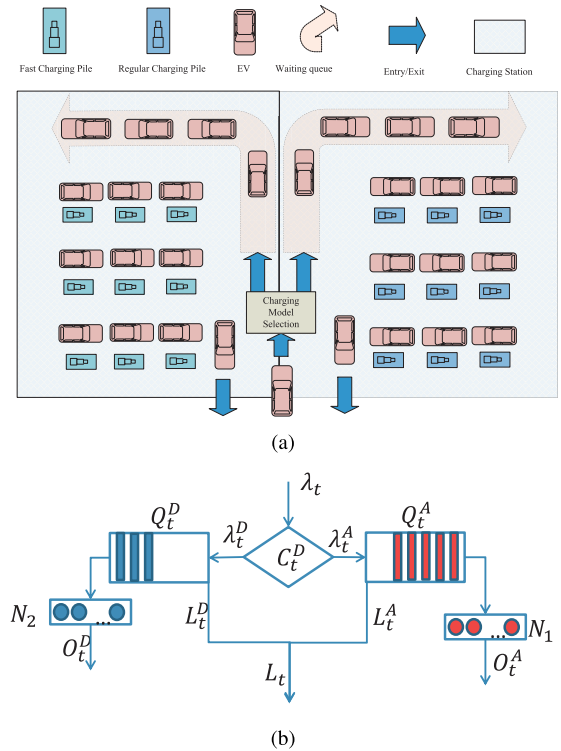 Fast Charging Pile Regular Charging Pile EV Waiting queue Entry/Exit Charging Station
Charging
Model
Selection
(a)
λ_t
Q_t^D Q_t^A
λ_t^D C_t^D λ_t^A
N_2 L_t^D L_t^A N_1
O_t^D L_t O_t^A
(b)